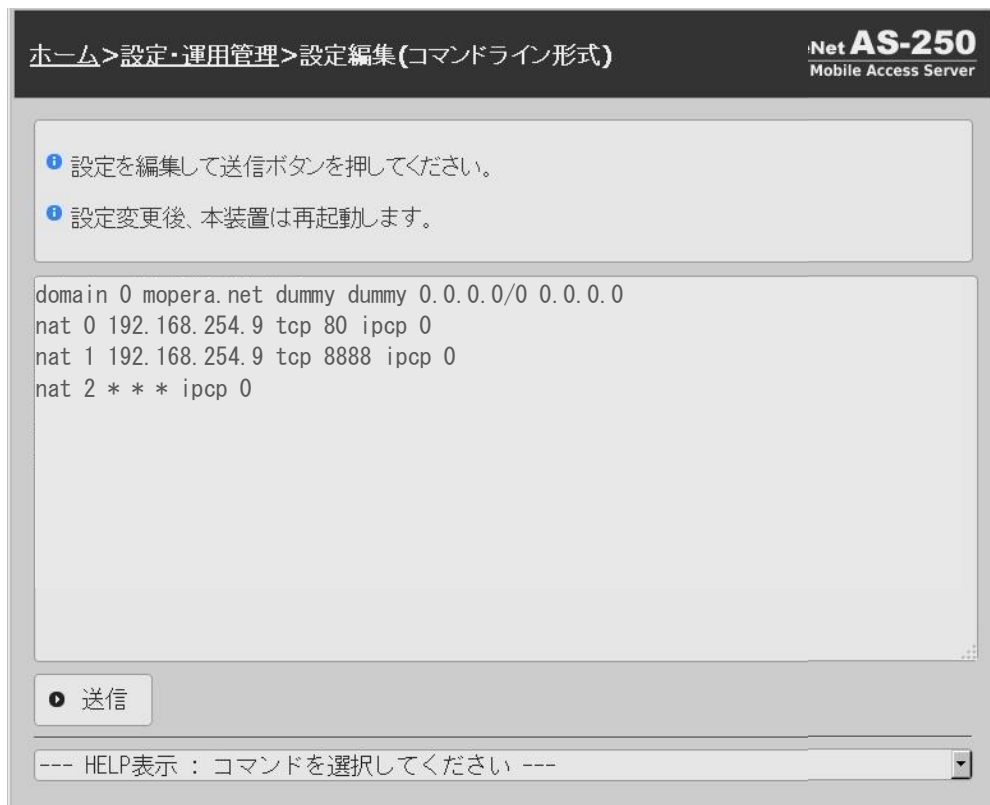 ホーム>設定・運用管理>設定編集(コマンドライン形式)
Net AS-250
Mobile Access Server
設定を編集して送信ボタンを押してください。
設定変更後、本装置は再起動します。
domain 0 mopera.net dummy dummy 0.0.0.0/0 0.0.0.0
nat 0 192.168.254.9 tcp 80 ipcp 0
nat 1 192.168.254.9 tcp 8888 ipcp 0
nat 2 * * * ipcp 0
送信
--- HELP表示 : コマンドを選択してください ---